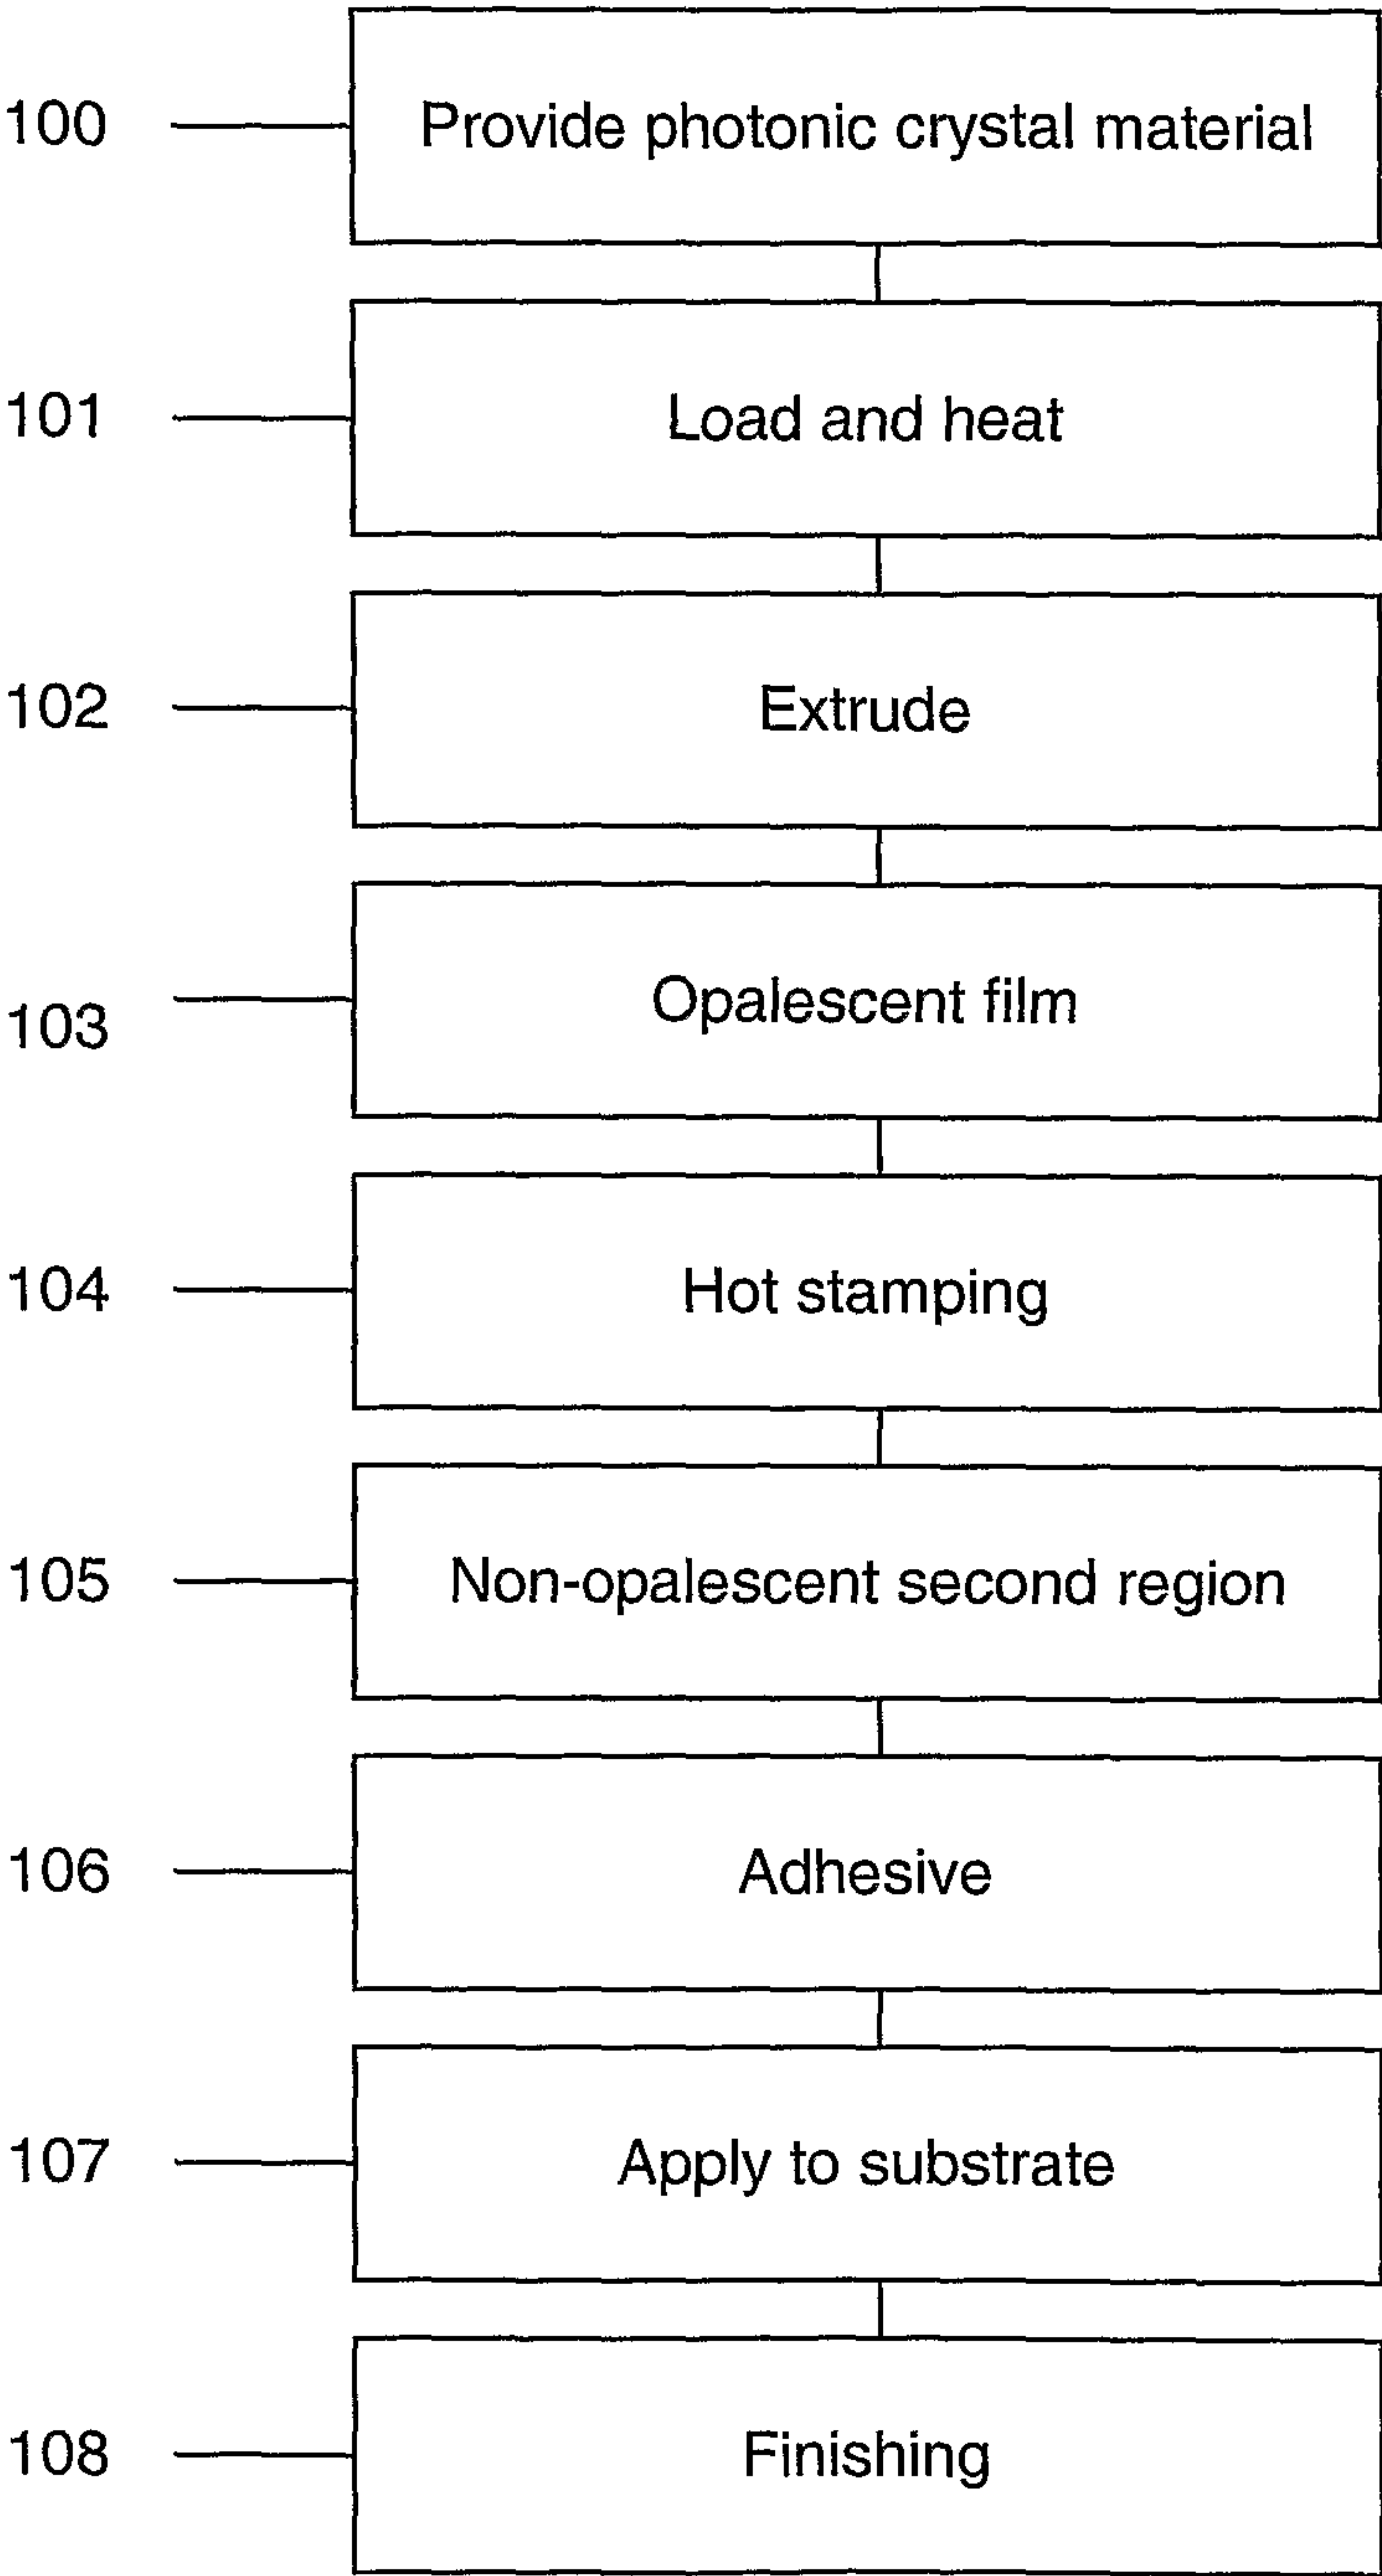 100 Provide photonic crystal material
101 Load and heat
102 Extrude
103 Opalescent film
104 Hot stamping
105 Non-opalescent second region
106 Adhesive
107 Apply to substrate
108 Finishing